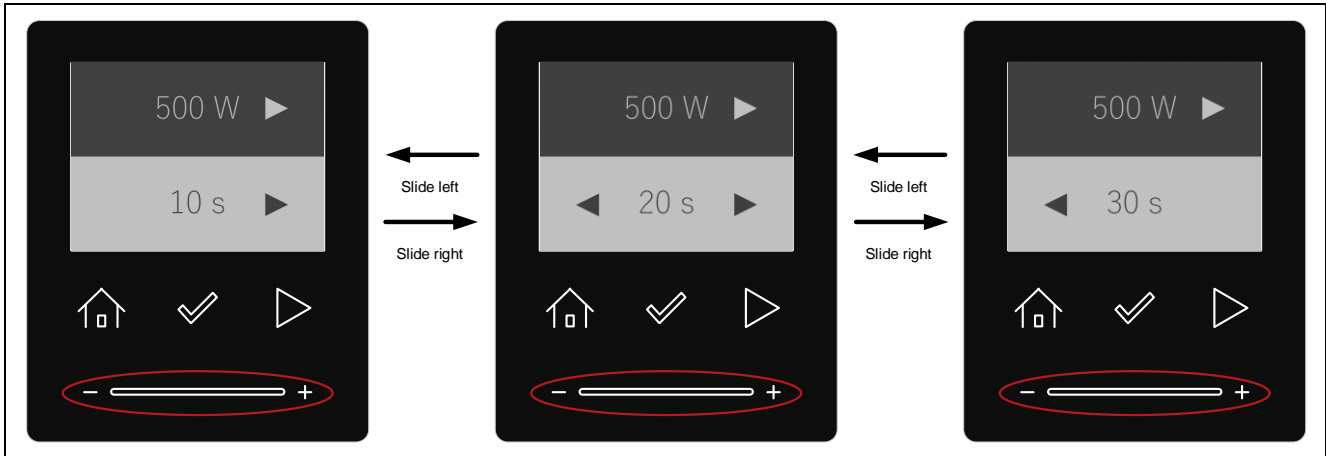 500 W ▶
10 s ▶
− +
Slide left
Slide right
500 W ▶
◀ 20 s ▶
− +
Slide left
Slide right
500 W ▶
◀ 30 s
− +